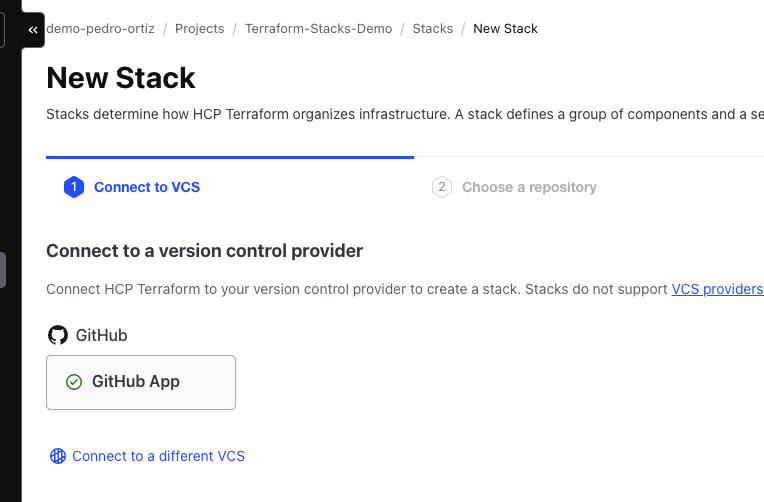 «
demo-pedro-ortiz / Projects / Terraform-Stacks-Demo / Stacks / New Stack
New Stack
Stacks determine how HCP Terraform organizes infrastructure. A stack defines a group of components and a se
1 Connect to VCS
2 Choose a repository
Connect to a version control provider
Connect HCP Terraform to your version control provider to create a stack. Stacks do not support VCS providers
GitHub
GitHub App
Connect to a different VCS